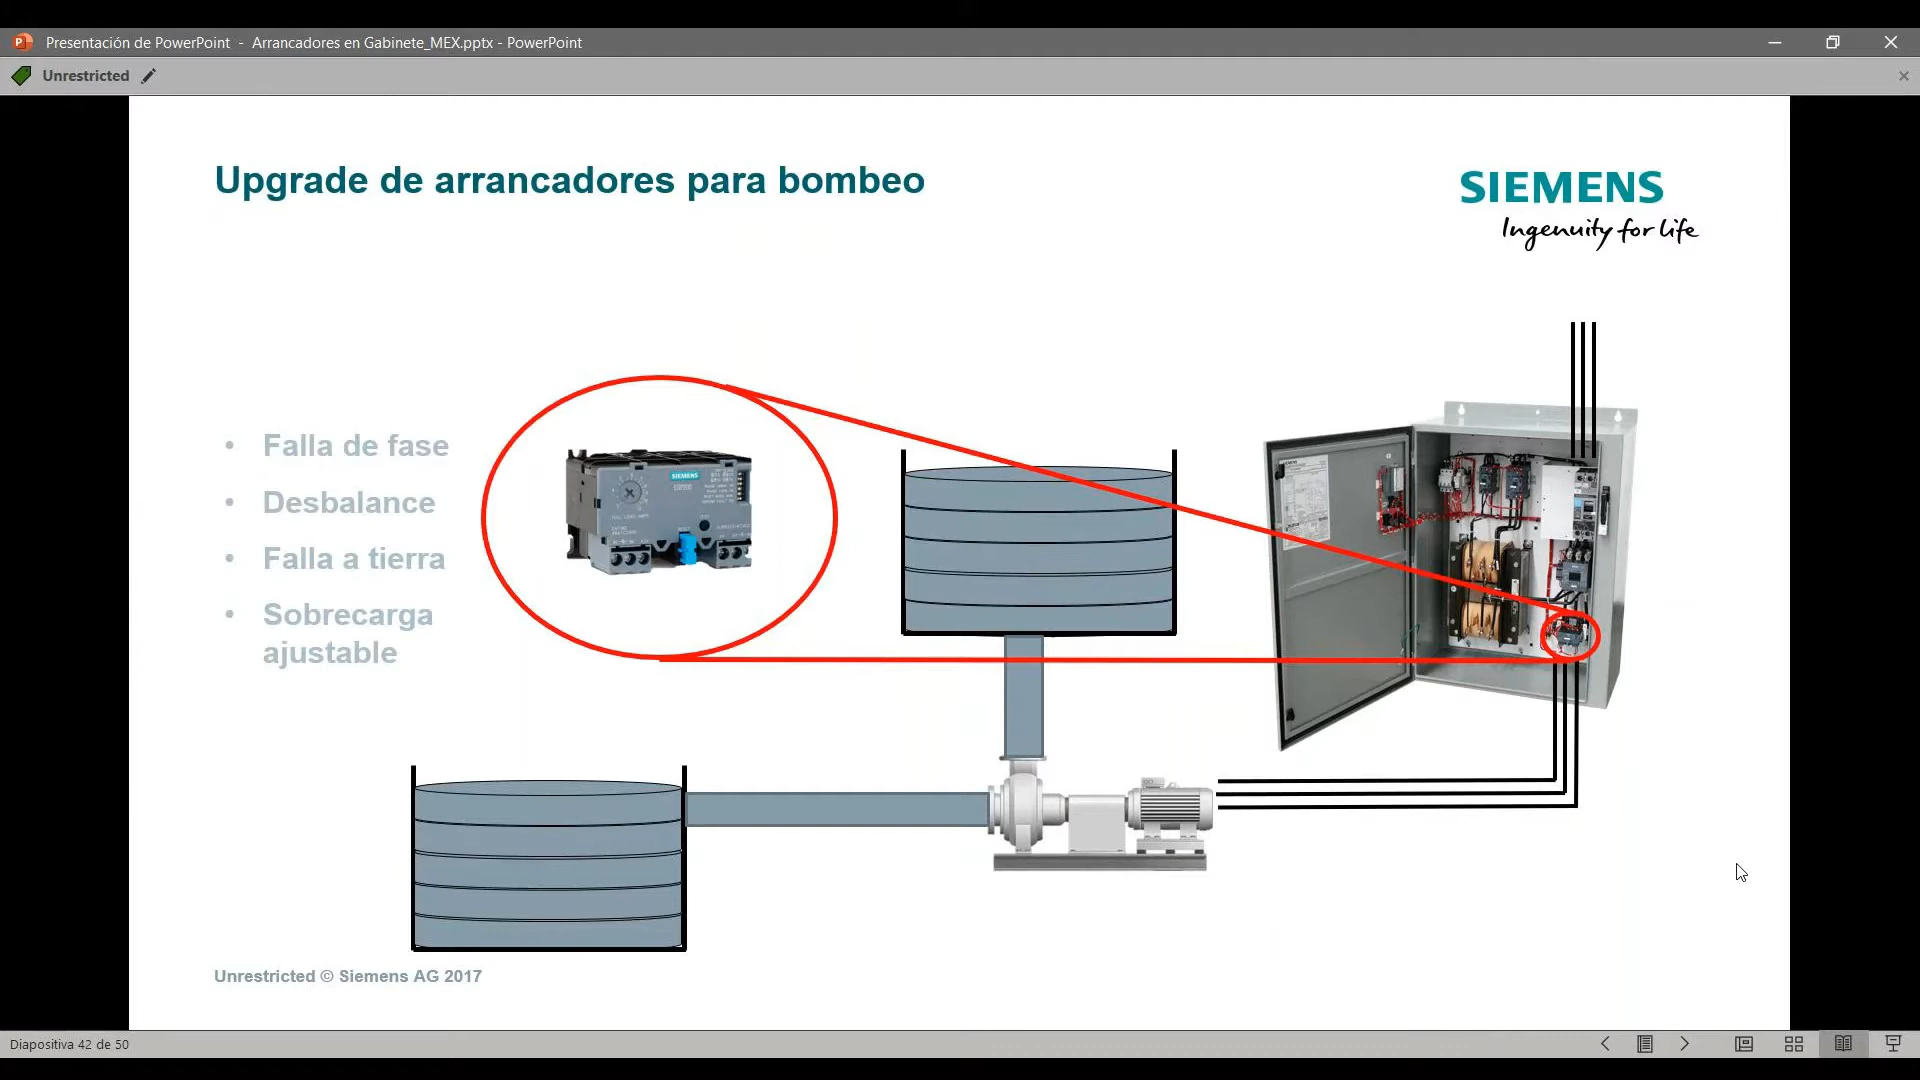 Presentación de PowerPoint - Arrancadores en Gabinete_MEX.pptx - PowerPoint
Unrestricted
Upgrade de arrancadores para bombeo
SIEMENS
Ingenuity for life
• Falla de fase
• Desbalance
• Falla a tierra
• Sobrecarga
ajustable
SIEMENS
Unrestricted © Siemens AG 2017
Diapositiva 42 de 50